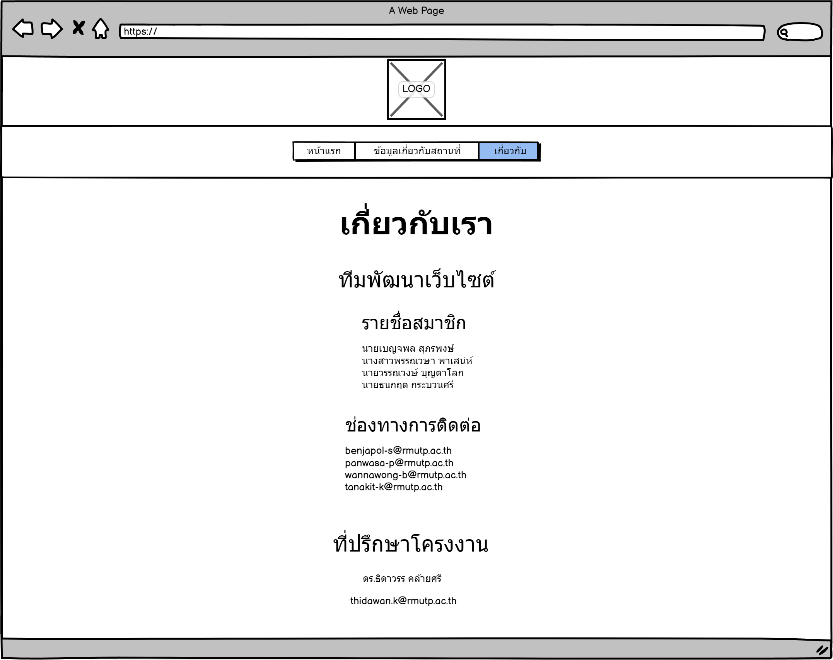 A Web Page
https://
LOGO
หน้าแรก
ข้อมูลเกี่ยวกับสถานที่
เกี่ยวกับ
เกี่ยวกับเรา
ทีมพัฒนาเว็บไซต์
รายชื่อสมาชิก
นายเบญจพล สุภรพงษ์
นางสาวพรรณวษา พาเสน่ห์
นายวรรณวงษ์ บุญตาโลก
นายธนกฤต กระบวนศรี
ช่องทางการติดต่อ
benjapol-s@rmutp.ac.th
panwasa-p@rmutp.ac.th
wannawong-b@rmutp.ac.th
tanakit-k@rmutp.ac.th
ที่ปรึกษาโครงงาน
ดร.ธิดาวรร คล้ายศรี
thidawan.k@rmutp.ac.th